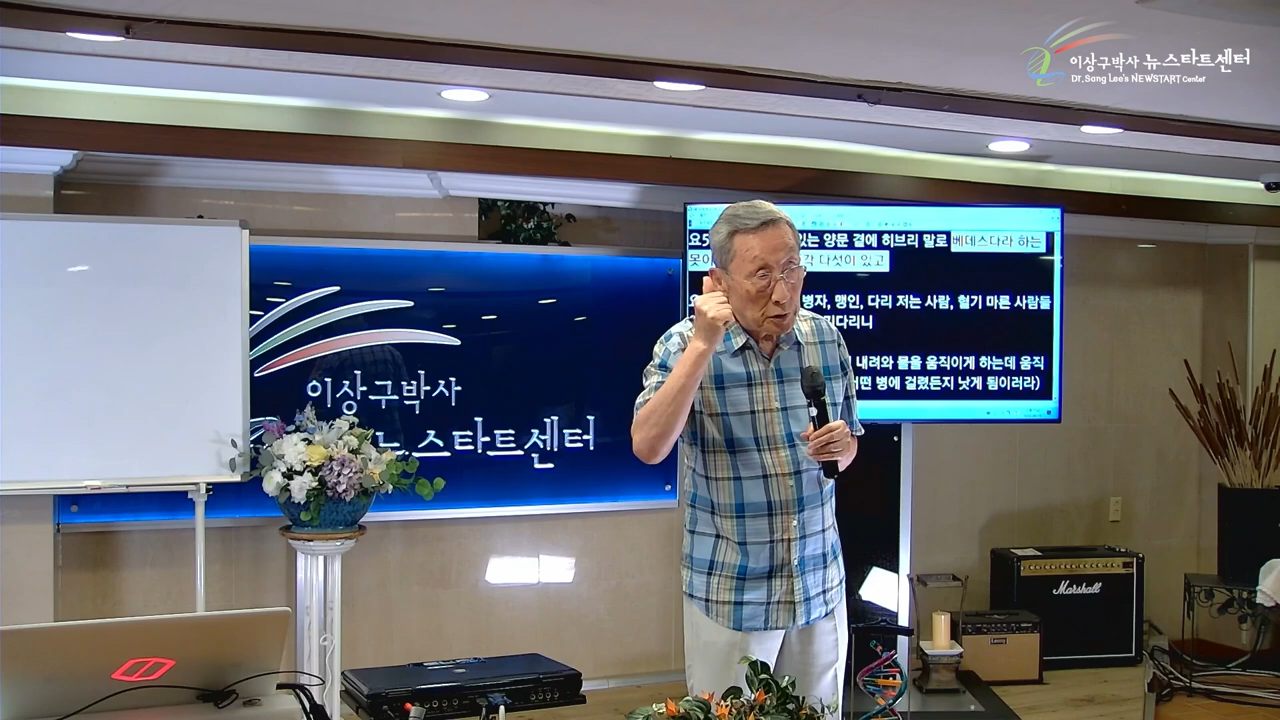 이상구박사 뉴스타트센터
Dr. Sang Lee's NEWSTART Center
요5 있는 양문 곁에 히브리 말로 베데스다라 하는
못이 각 다섯이 있고
병자, 맹인, 다리 저는 사람, 혈기 마른 사람들
기다리니
내려와 물을 움직이게 하는데 움직
어떤 병에 걸렸든지 낫게 됨이러라)
이상구박사
뉴스타트센터
Marshall
Laney